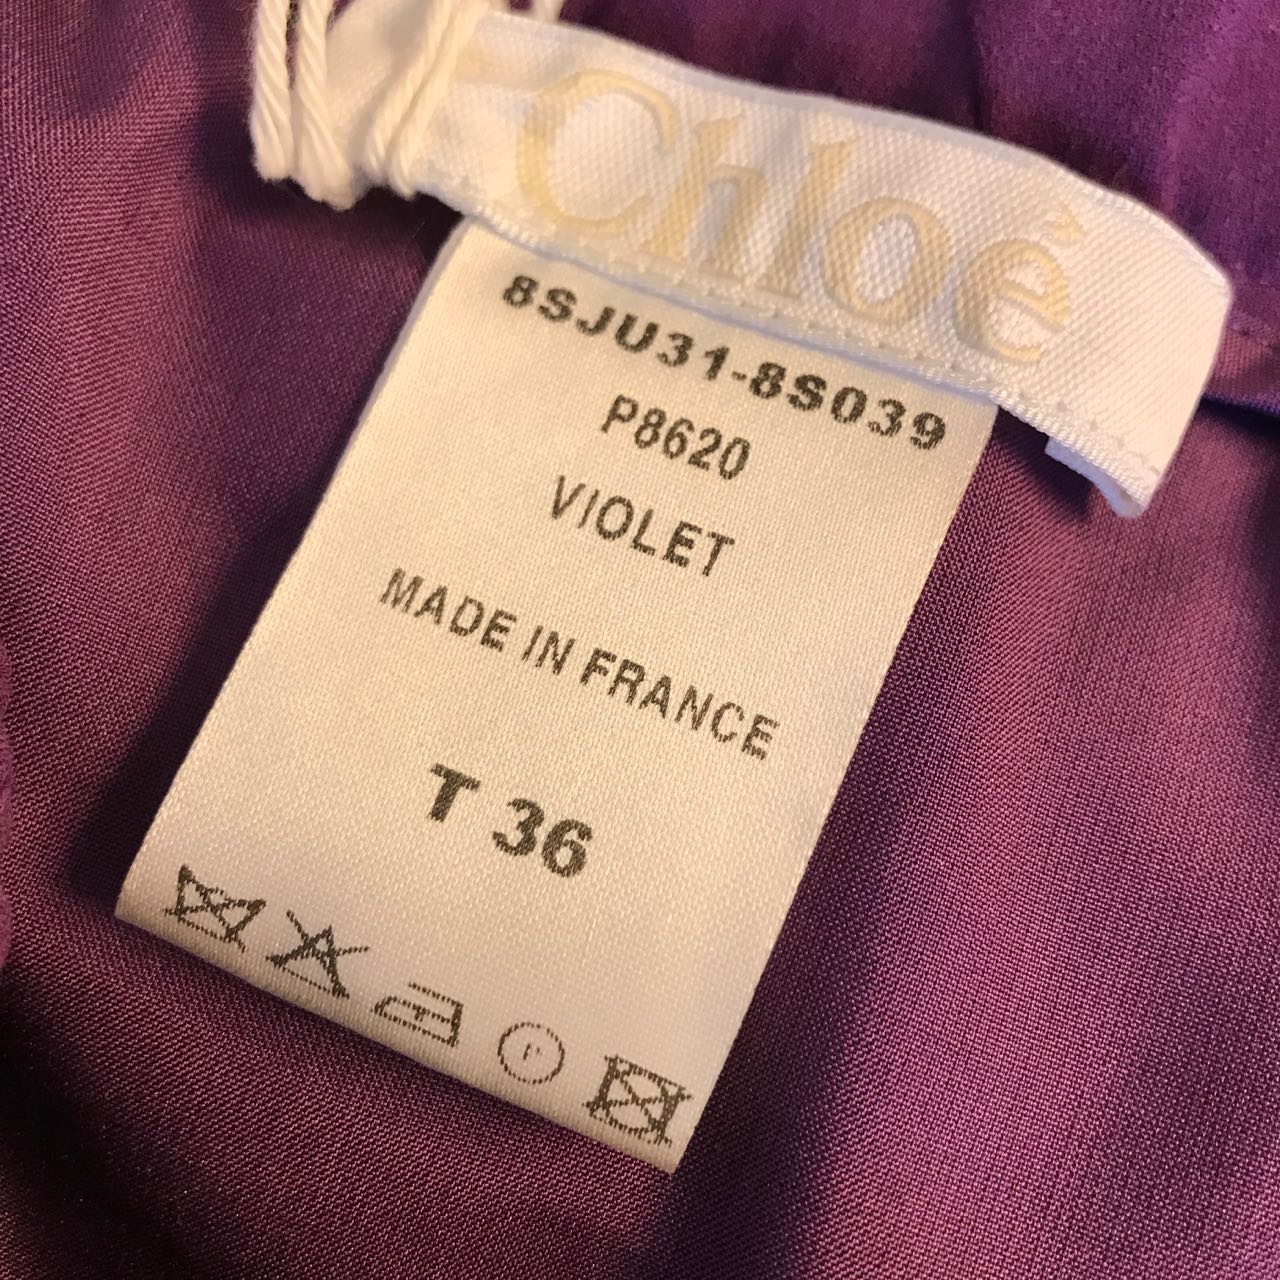 Chloé
8SJU31-8S039
P8620
VIOLET
MADE IN FRANCE
T 36
P